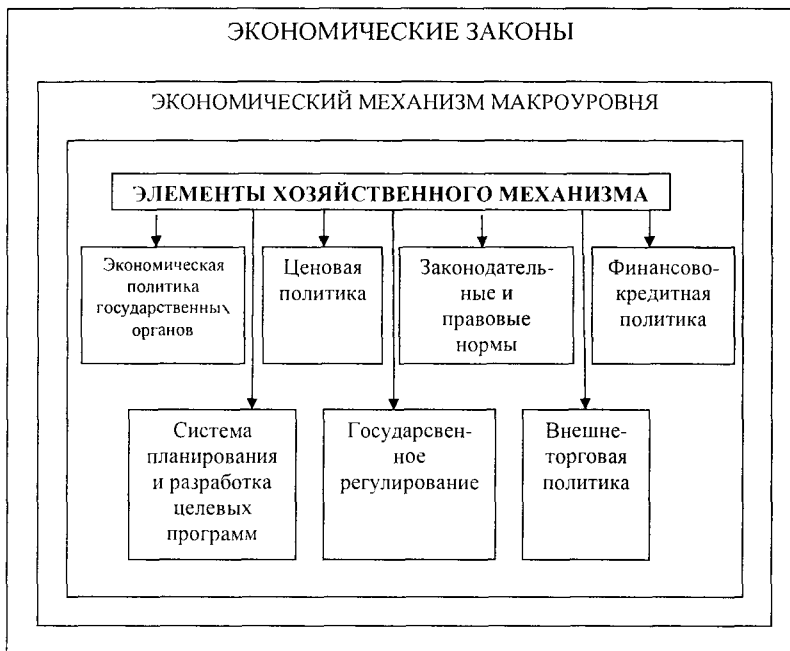 ЭКОНОМИЧЕСКИЕ ЗАКОНЫ
ЭКОНОМИЧЕСКИЙ МЕХАНИЗМ МАКРОУРОВНЯ
ЭЛЕМЕНТЫ ХОЗЯЙСТВЕННОГО МЕХАНИЗМА
Экономическая
политика
государственных
органов
Ценовая
политика
Законодатель-
ные и
правовые
нормы
Финансово-
кредитная
политика
Система
планирования
и разработка
целевых
программ
Государсвен-
ное
регулирование
Внешне-
торговая
политика